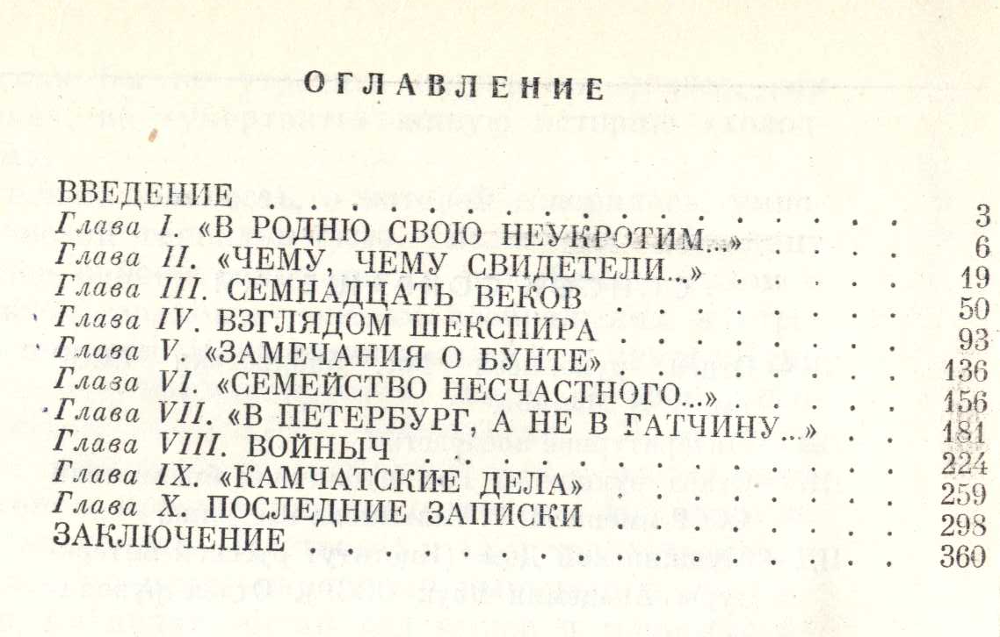 ОГЛАВЛЕНИЕ
ВВЕДЕНИЕ . . . . . . . . . . . . . . . . . 3
Глава I. «В РОДНЮ СВОЮ НЕУКРОТИМ...» . . . . 6
Глава II. «ЧЕМУ, ЧЕМУ СВИДЕТЕЛИ...» . . . . 19
Глава III. СЕМНАДЦАТЬ ВЕКОВ . . . . . . . . 50
Глава IV. ВЗГЛЯДОМ ШЕКСПИРА . . . . . . . . 93
Глава V. «ЗАМЕЧАНИЯ О БУНТЕ» . . . . . . . . 136
Глава VI. «СЕМЕЙСТВО НЕСЧАСТНОГО...» . . . . 156
Глава VII. «В ПЕТЕРБУРГ, А НЕ В ГАТЧИНУ...» . . 181
Глава VIII. ВОЙНЫЧ . . . . . . . . . . . . . 224
Глава IX. «КАМЧАТСКИЕ ДЕЛА» . . . . . . . . 259
Глава X. ПОСЛЕДНИЕ ЗАПИСКИ . . . . . . . . 298
ЗАКЛЮЧЕНИЕ . . . . . . . . . . . . . . . . 360